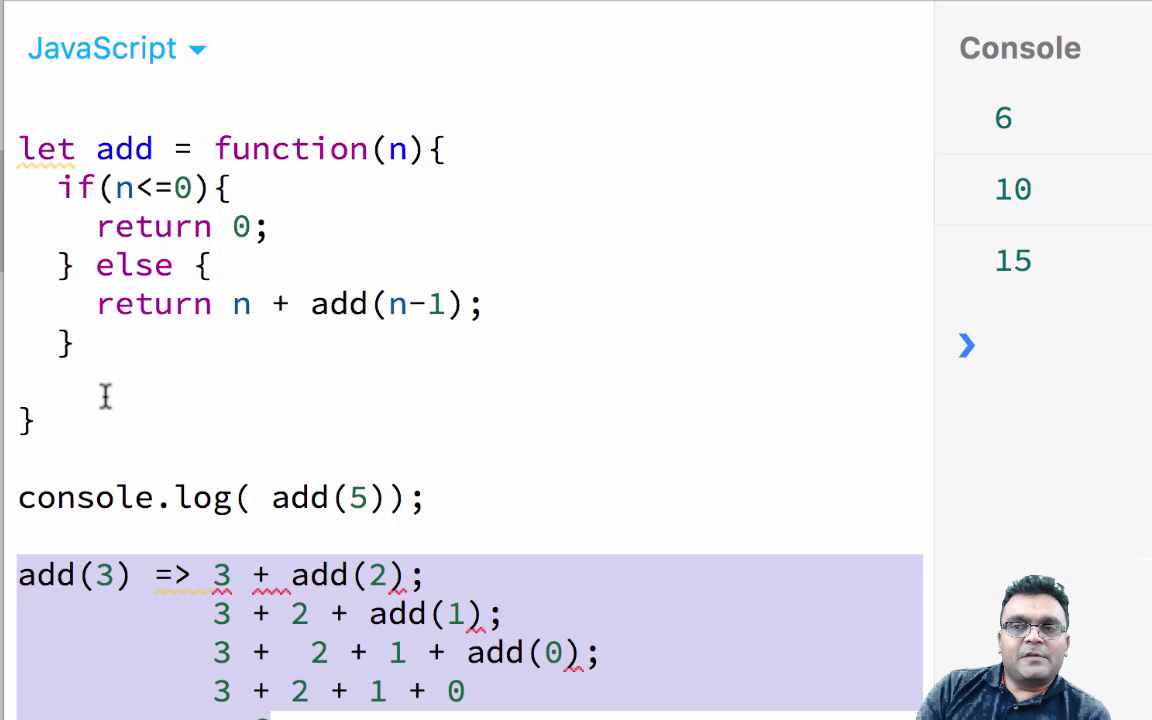 JavaScript
Console
let add = function(n){
if(n<=0){
return 0;
} else {
return n + add(n-1);
}
}
console.log( add(5));
add(3) => 3 + add(2);
3 + 2 + add(1);
3 +  2 + 1 + add(0);
3 + 2 + 1 + 0
6
10
15